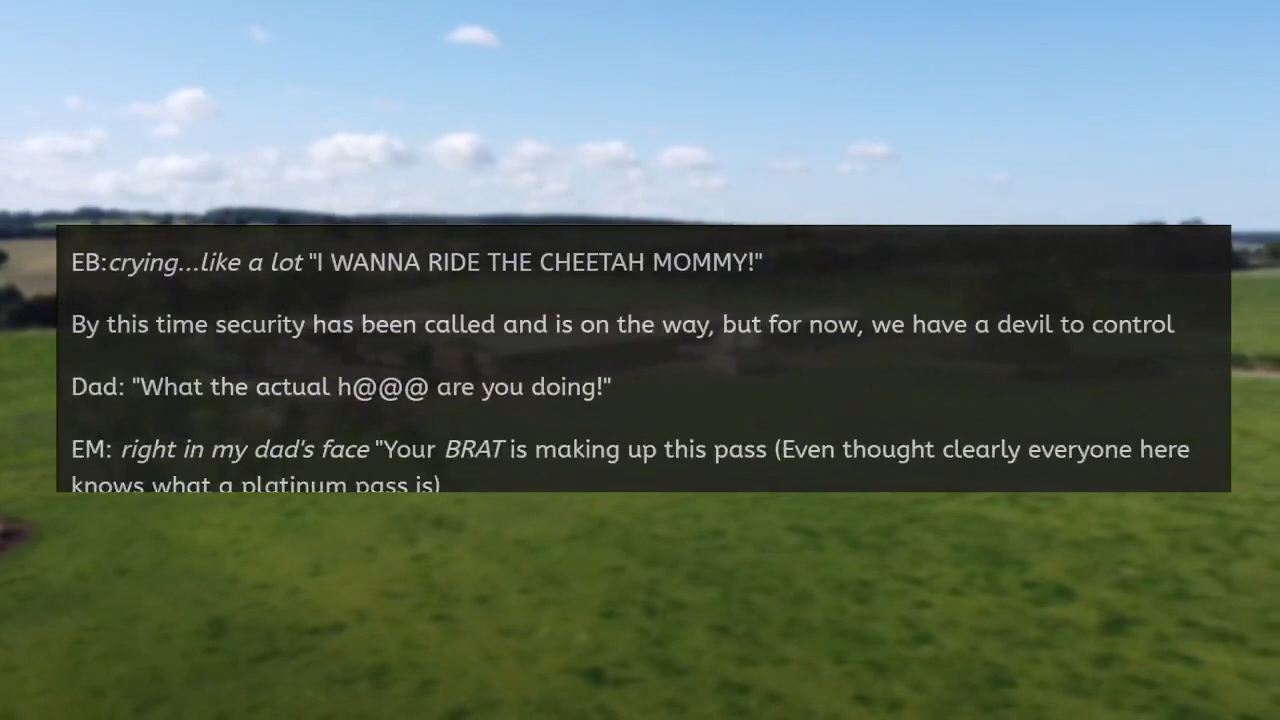 EB:crying...like a lot "I WANNA RIDE THE CHEETAH MOMMY!"
By this time security has been called and is on the way, but for now, we have a devil to control
Dad: "What the actual h@@@ are you doing!"
EM: right in my dad's face "Your BRAT is making up this pass (Even thought clearly everyone here
knows what a platinum pass is)